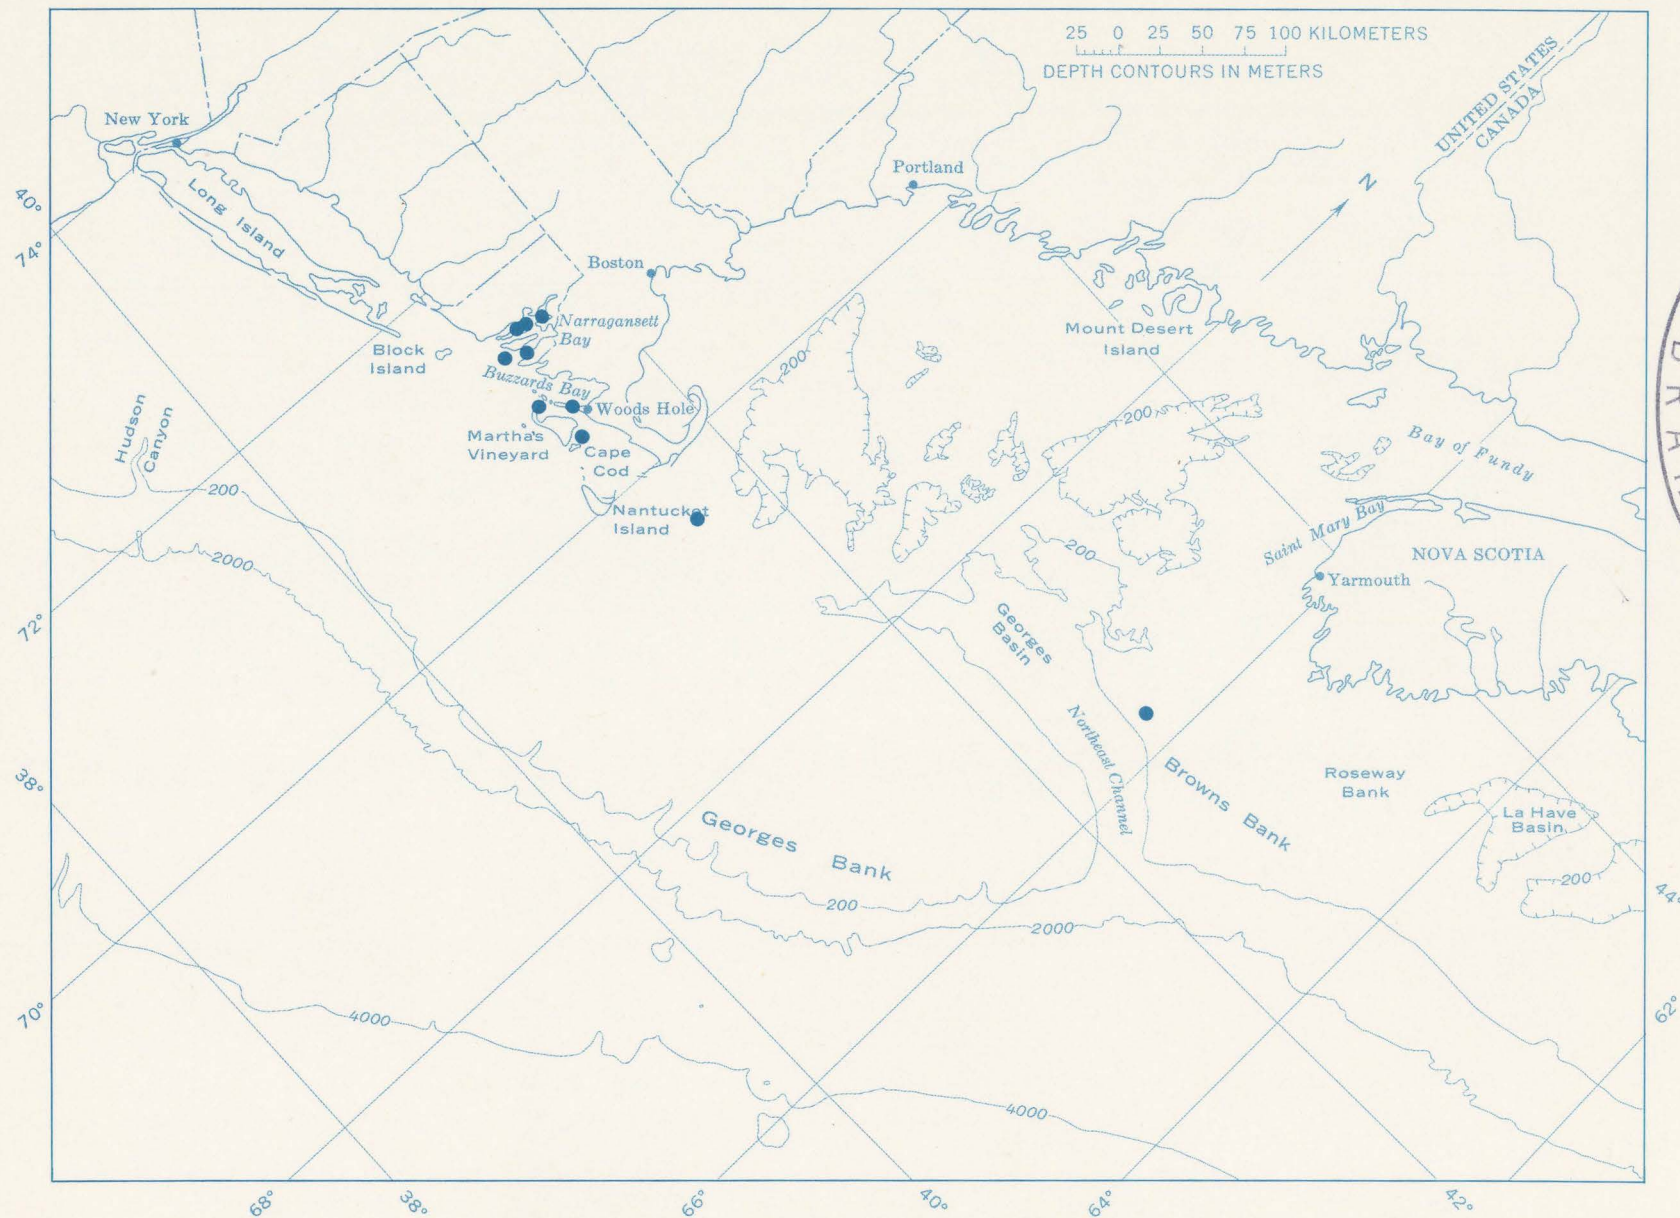 25 0 25 50 75 100 KILOMETERS
DEPTH CONTOURS IN METERS
UNITED STATES
CANADA
New York
Portland
N
40°
74°
Long Island
Boston
Narragansett
Bay
Mount Desert
Island
Block
Island
200
Buzzards Bay
Woods Hole
200
Hudson
Canyon
Martha's
Vineyard
Cape
Cod
Bay of Fundy
200
Nantucket
Island
Saint Mary Bay
NOVA SCOTIA
2000
200
Yarmouth
72°
Georges
Basin
Northeast Channel
38°
Browns Bank
Roseway
Bank
La Have
Basin
Georges Bank
200
200
44°
2000
70°
4000
62°
4000
68°
38°
66°
40°
64°
42°